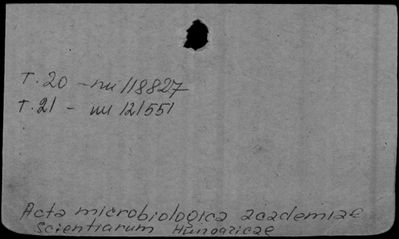 T. 20 - nu 118827
T. 21 - nu 121551
Acta microbiologica academiae
Scientiarum Hungaricae